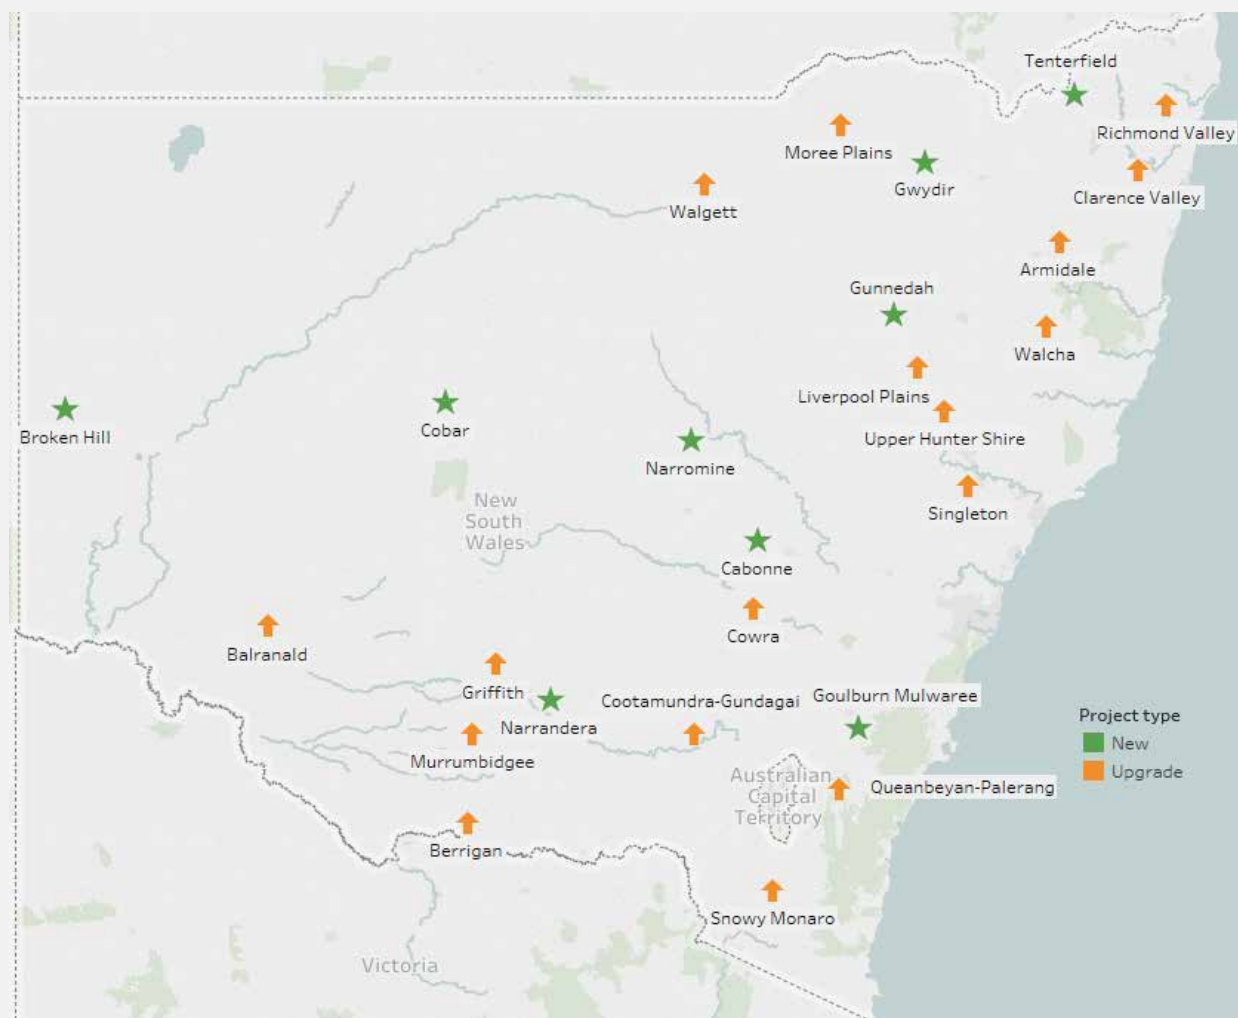 Tenterfield
Richmond Valley
Moree Plains
Gwydir
Clarence Valley
Walgett
Armidale
Gunnedah
Walcha
Liverpool Plains
Broken Hill
Cobar
Upper Hunter Shire
Narromine
New
South
Wales
Singleton
Cabonne
Cowra
Balranald
Griffith
Cootamundra-Gundagai
Goulburn Mulwaree
Narrandera
Project type
New
Upgrade
Murrumbidgee
Australian
Capital
Territory
Queanbeyan-Palerang
Berrigan
Snowy Monaro
Victoria